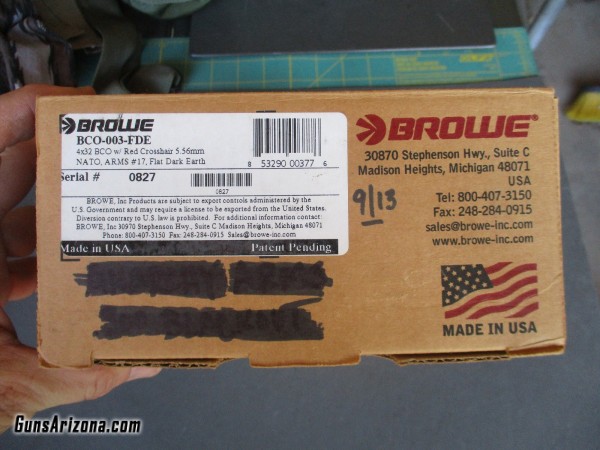 BROWE
BCO-003-FDE
4x32 BCO w/ Red Crosshair 5.56mm
NATO, ARMS #17, Flat Dark Earth
8 53290 00377 6
Serial # 0827
0827
BROWE, Inc Products are subject to export controls administered by the
U.S. Government and may require a license to be exported from the United States.
Diversion contrary to U.S. law is prohibited. For additional information contact:
BROWE, Inc 30970 Stephenson Hwy., Suite C Madison Heights, Michigan 48071
Phone: 800-407-3150 Fax: 248-284-0915 Sales@browe-inc.com
Made in USA Patent Pending
BROWE®
30870 Stephenson Hwy., Suite C
Madison Heights, Michigan 48071
USA
Tel: 800-407-3150
Fax: 248-284-0915
sales@browe-inc.com
www.browe-inc.com
9/13
MADE IN USA
GunsArizona.com